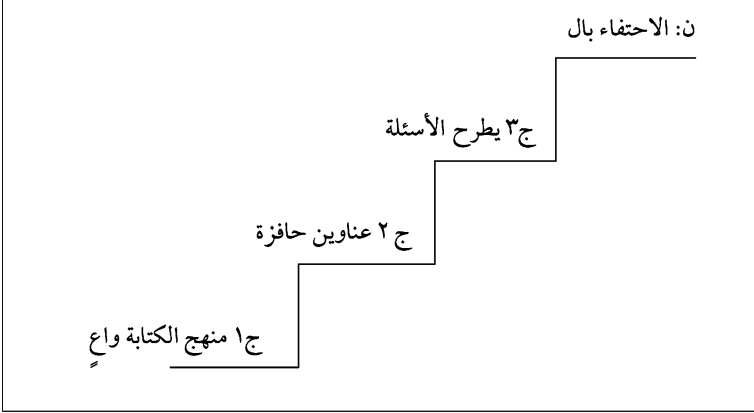 ن: الاحتفاء بال
ج٣ يطرح الأسئلة
ج ٢ عناوين حافزة
ج١ منهج الكتابة واعٍ